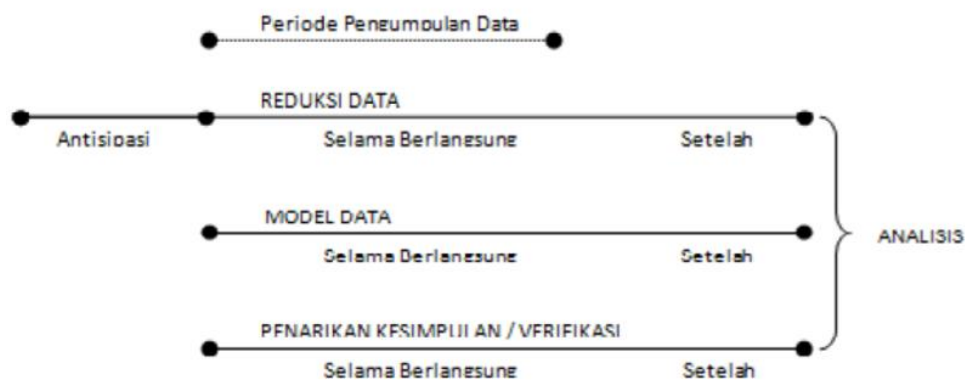 Periode Pengumpulan Data
REDUKSI DATA
Antisipasi Selama Berlangsung Setelah
MODEL DATA
Selama Berlangsung Setelah
ANALISIS
PENARIKAN KESIMPULAN / VERIFIKASI
Selama Berlangsung Setelah